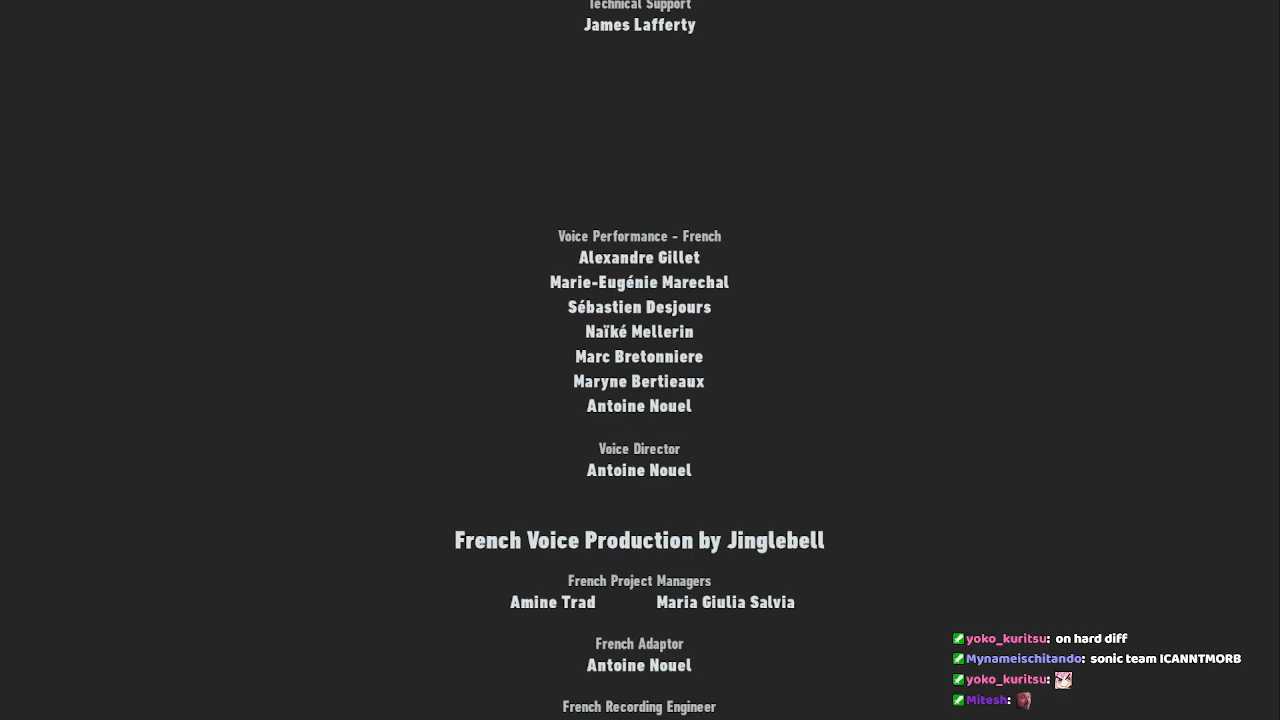 Technical Support
James Lafferty
Voice Performance - French
Alexandre Gillet
Marie-Eugénie Marechal
Sébastien Desjours
Naïké Mellerin
Marc Bretonniere
Maryne Bertieaux
Antoine Nouel
Voice Director
Antoine Nouel
French Voice Production by Jinglebell
French Project Managers
Amine Trad Maria Giulia Salvia
French Adaptor
Antoine Nouel
French Recording Engineer
yoko_kuritsu: on hard diff
Mynameischitando: sonic team ICANNTMORB
yoko_kuritsu:
Mitesh: